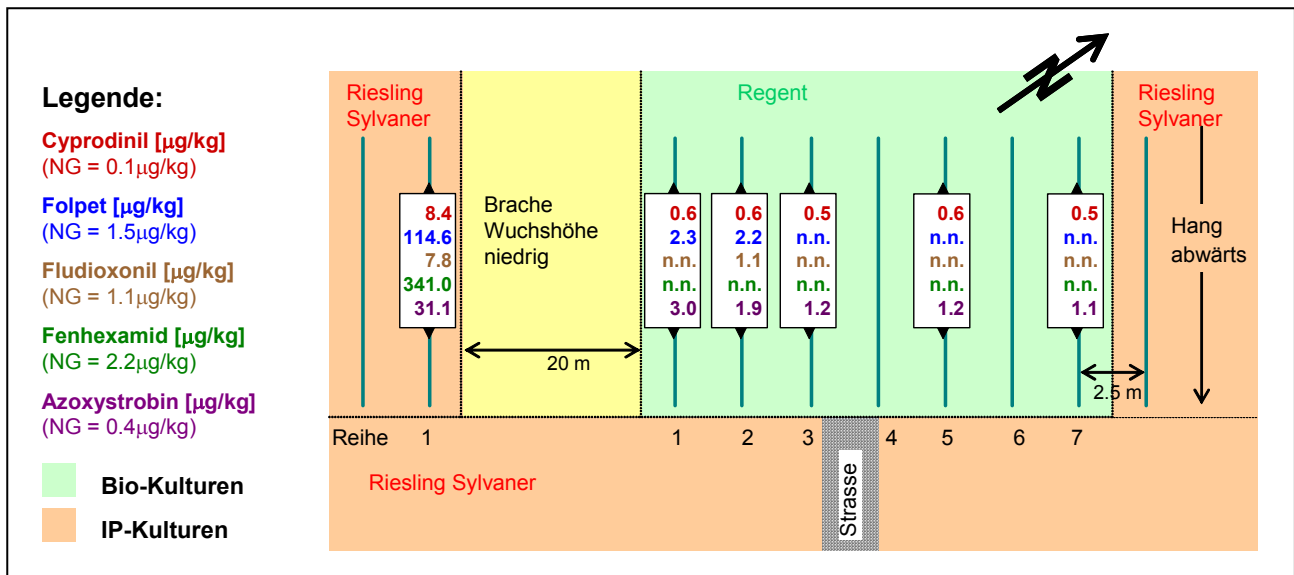 Legende:
Cyprodinil [µg/kg]
(NG = 0.1µg/kg)
Folpet [µg/kg]
(NG = 1.5µg/kg)
Fludioxonil [µg/kg]
(NG = 1.1µg/kg)
Fenhexamid [µg/kg]
(NG = 2.2µg/kg)
Azoxystrobin [µg/kg]
(NG = 0.4µg/kg)
Bio-Kulturen
IP-Kulturen
Riesling
Sylvaner
8.4
114.6
7.8
341.0
31.1
Brache
Wuchshöhe
niedrig
20 m
Regent
0.6
2.3
n.n.
n.n.
3.0
0.6
2.2
1.1
n.n.
1.9
0.5
n.n.
n.n.
n.n.
1.2
0.6
n.n.
n.n.
n.n.
1.2
0.5
n.n.
n.n.
n.n.
1.1
N
Riesling
Sylvaner
Hang
abwärts
2.5 m
Reihe 1 1 2 3 4 5 6 7
Riesling Sylvaner
Strasse